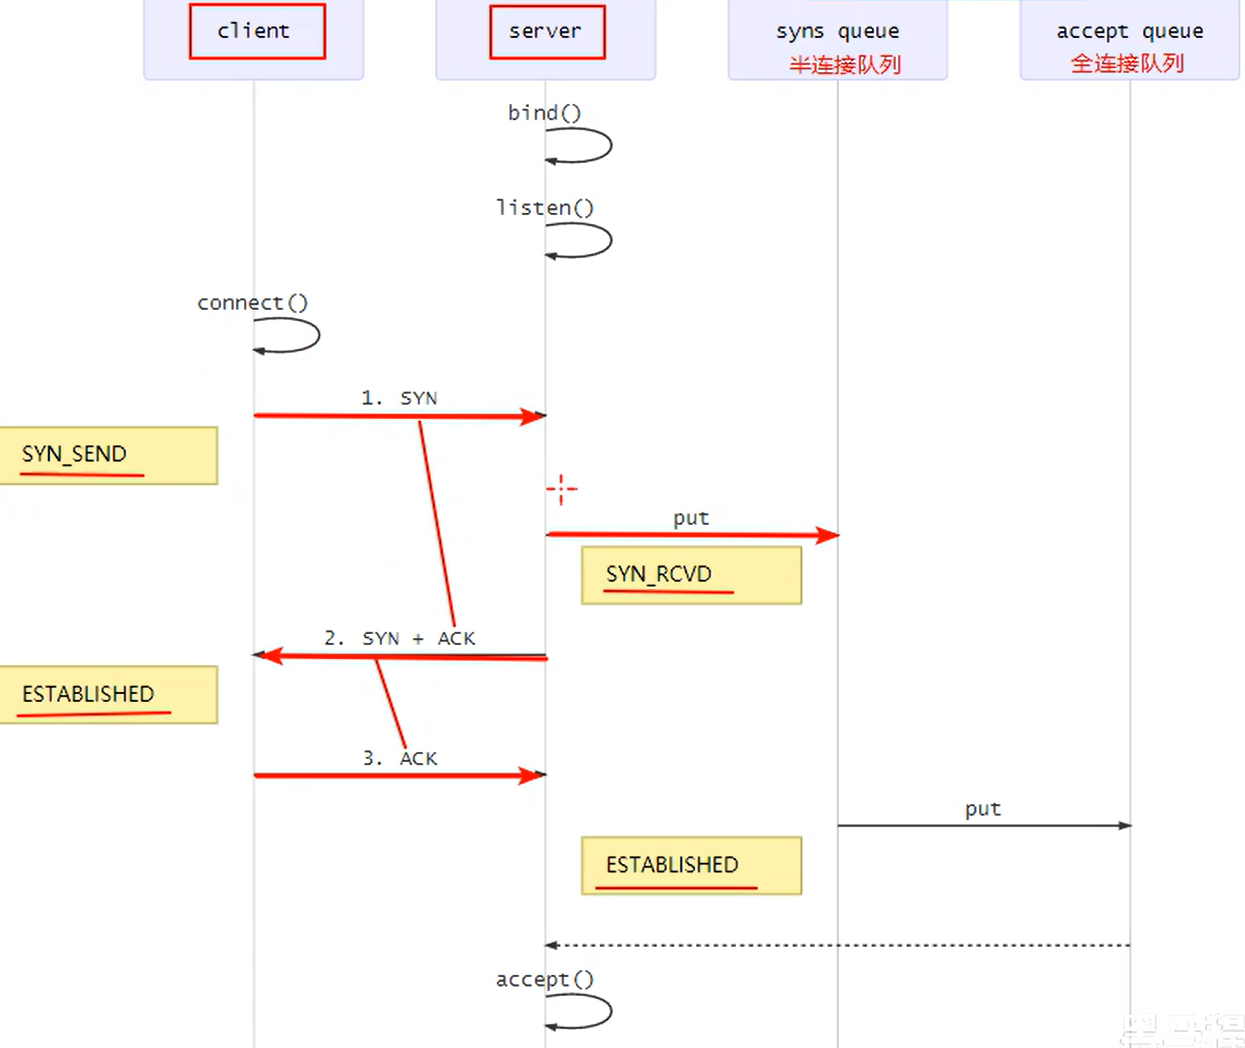 client
server
syns queue
半连接队列
accept queue
全连接队列
bind()
listen()
connect()
1. SYN
SYN_SEND
put
SYN_RCVD
2. SYN + ACK
ESTABLISHED
3. ACK
put
ESTABLISHED
accept()